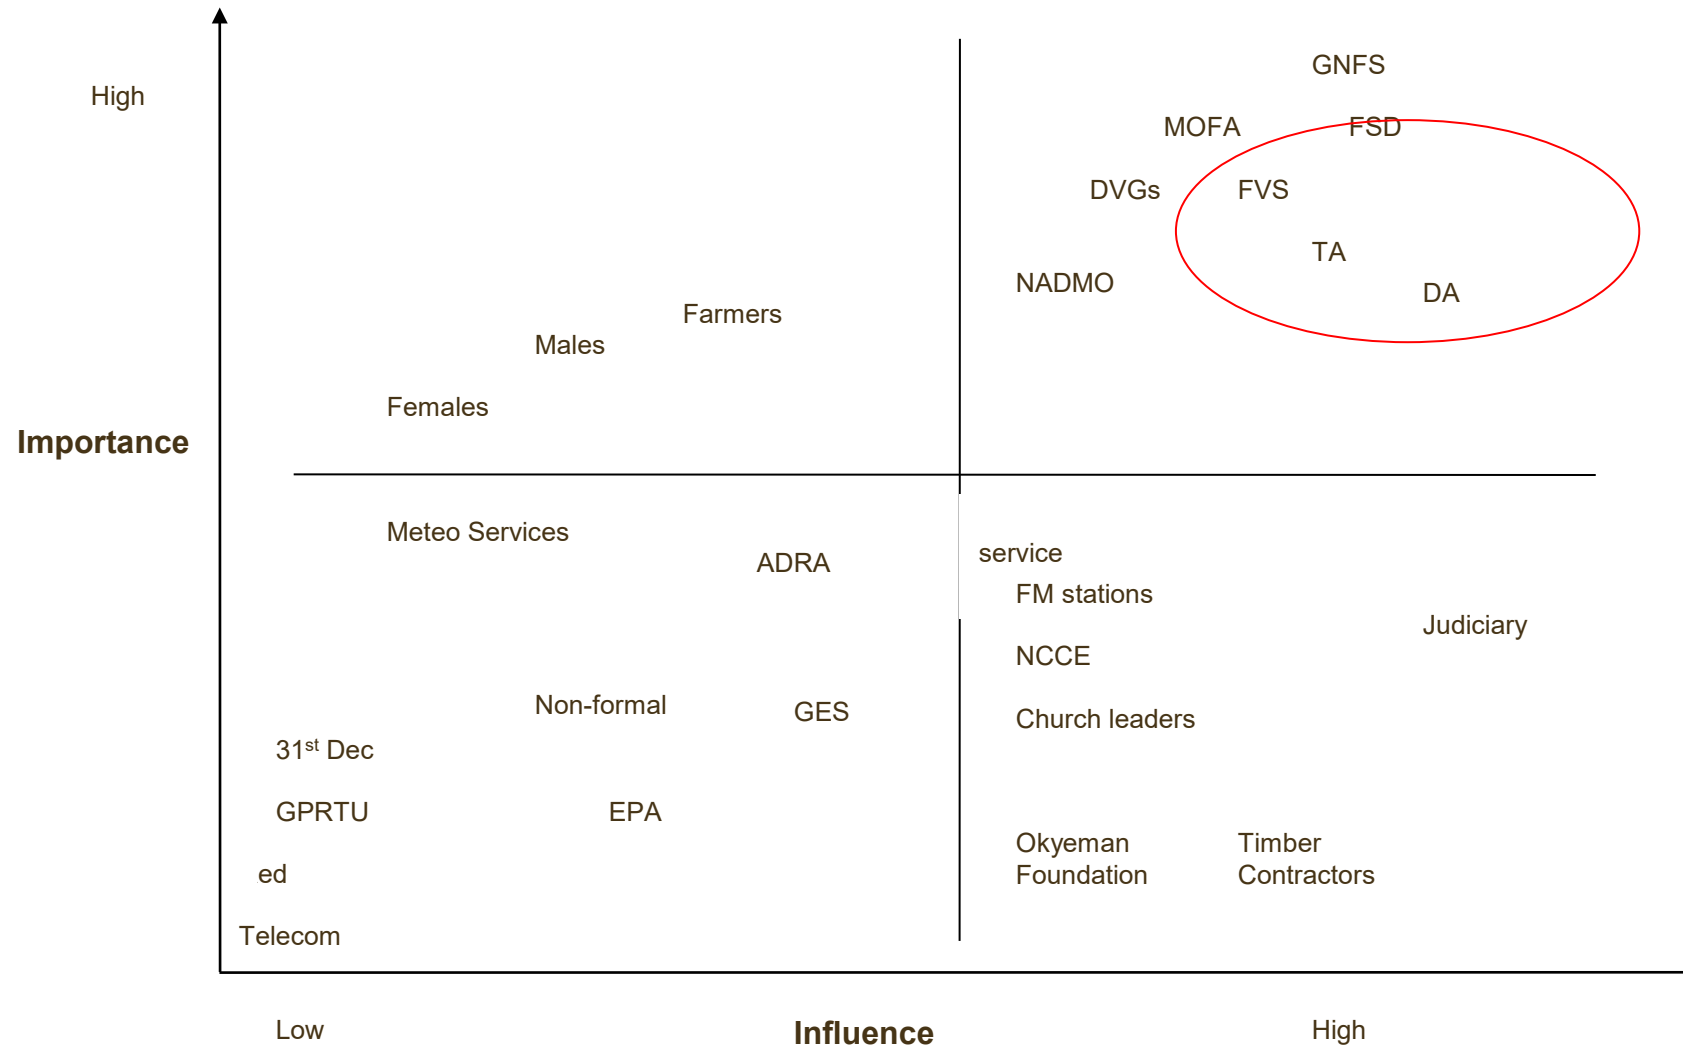 GNFS
High
MOFA
FSD
DVGs
FVS
TA
NADMO
DA
Farmers
Males
Females
Importance
Meteo Services
ADRA
service
FM stations
Judiciary
NCCE
Non-formal
GES
Church leaders
31st Dec
GPRTU
EPA
Okyeman
Foundation
Timber
Contractors
ed
Telecom
Low
Influence
High